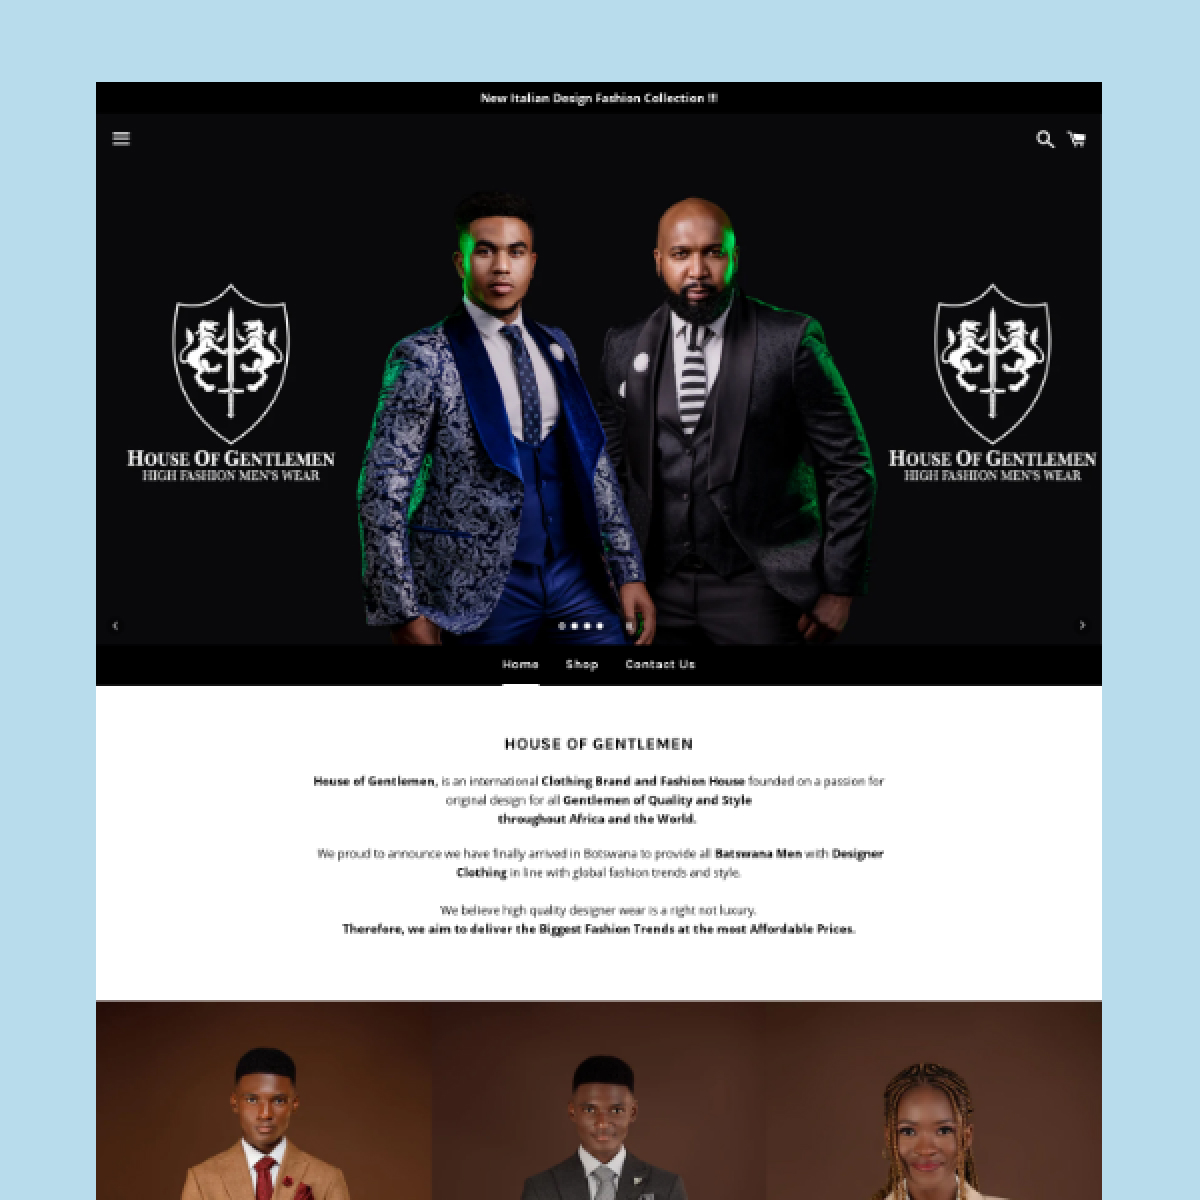 New Italian Design Fashion Collection !!!
HOUSE OF GENTLEMEN
HIGH FASHION MEN'S WEAR
HOUSE OF GENTLEMEN
HIGH FASHION MEN'S WEAR
Home Shop Contact Us
HOUSE OF GENTLEMEN
House of Gentlemen, is an international Clothing Brand and Fashion House founded on a passion for
original design for all Gentlemen of Quality and Style
throughout Africa and the World.
We proud to announce we have finally arrived in Botswana to provide all Batswana Men with Designer
Clothing in line with global fashion trends and style.
We believe high quality designer wear is a right not luxury.
Therefore, we aim to deliver the Biggest Fashion Trends at the most Affordable Prices.